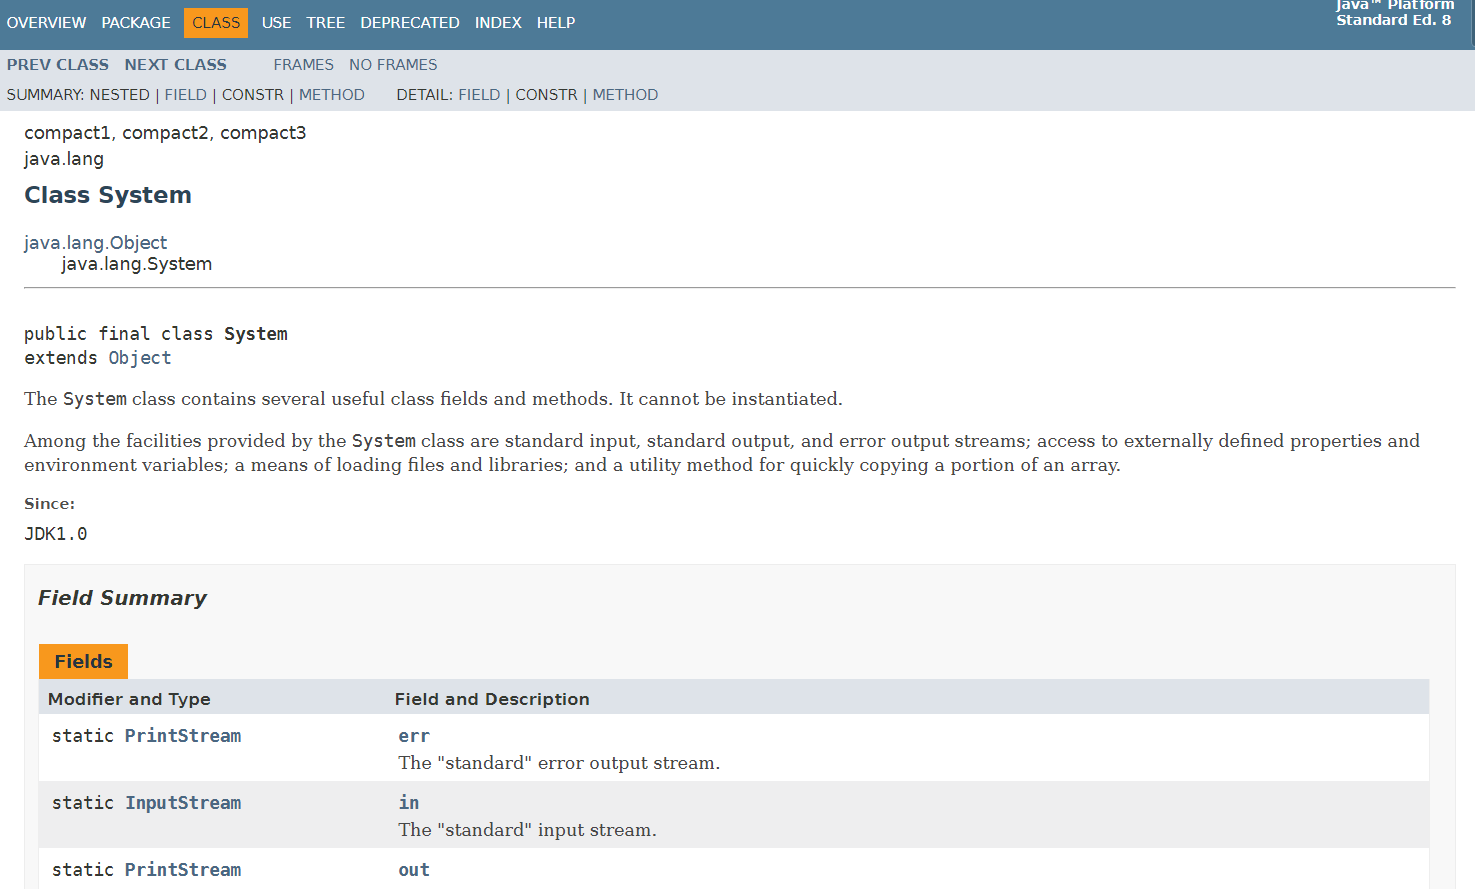 OVERVIEW PACKAGE CLASS USE TREE DEPRECATED INDEX HELP
Java™ Platform
Standard Ed. 8
PREV CLASS NEXT CLASS FRAMES NO FRAMES
SUMMARY: NESTED | FIELD | CONSTR | METHOD DETAIL: FIELD | CONSTR | METHOD
compact1, compact2, compact3
java.lang
Class System
java.lang.Object
java.lang.System
public final class System
extends Object
The System class contains several useful class fields and methods. It cannot be instantiated.
Among the facilities provided by the System class are standard input, standard output, and error output streams; access to externally defined properties and
environment variables; a means of loading files and libraries; and a utility method for quickly copying a portion of an array.
Since:
JDK1.0
Field Summary
Fields
Modifier and Type Field and Description
static PrintStream err
The "standard" error output stream.
static InputStream in
The "standard" input stream.
static PrintStream out